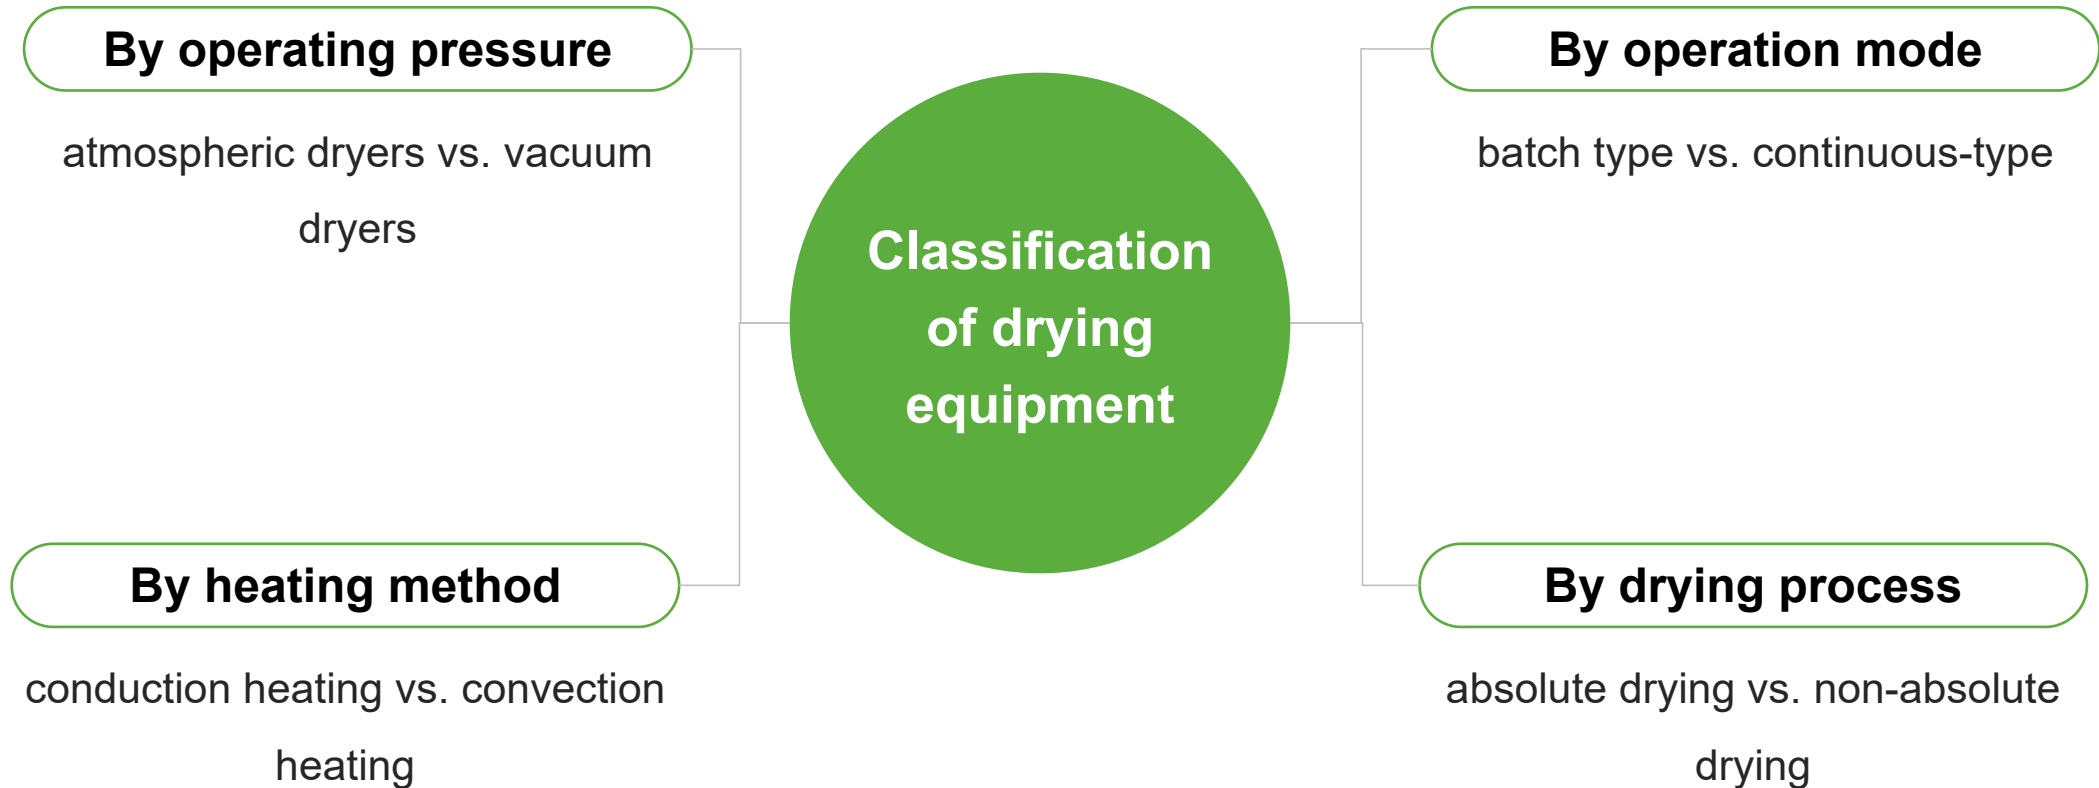 By operating pressure
atmospheric dryers vs. vacuum
dryers
By heating method
conduction heating vs. convection
heating
Classification
of drying
equipment
By operation mode
batch type vs. continuous-type
By drying process
absolute drying vs. non-absolute
drying